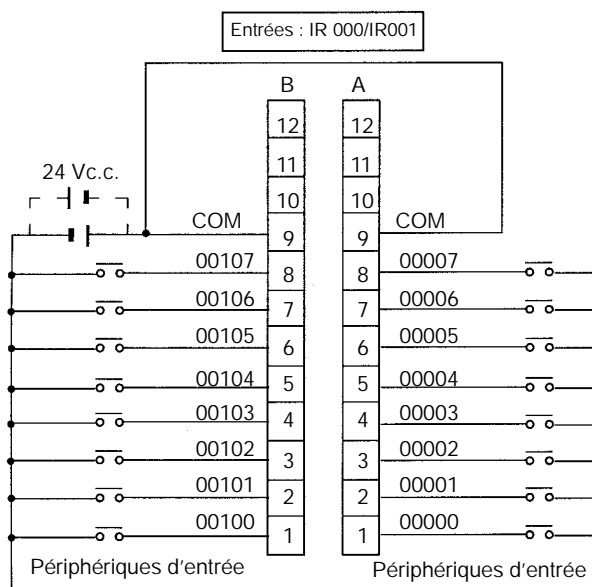 Entrées : IR 000/IR001
B A
12 12
11 11
24 Vc.c.
10 10
COM 9 9 COM
00107 8 8 00007
00106 7 7 00006
00105 6 6 00005
00104 5 5 00004
00103 4 4 00003
00102 3 3 00002
00101 2 2 00001
00100 1 1 00000
Périphériques d'entrée Périphériques d'entrée